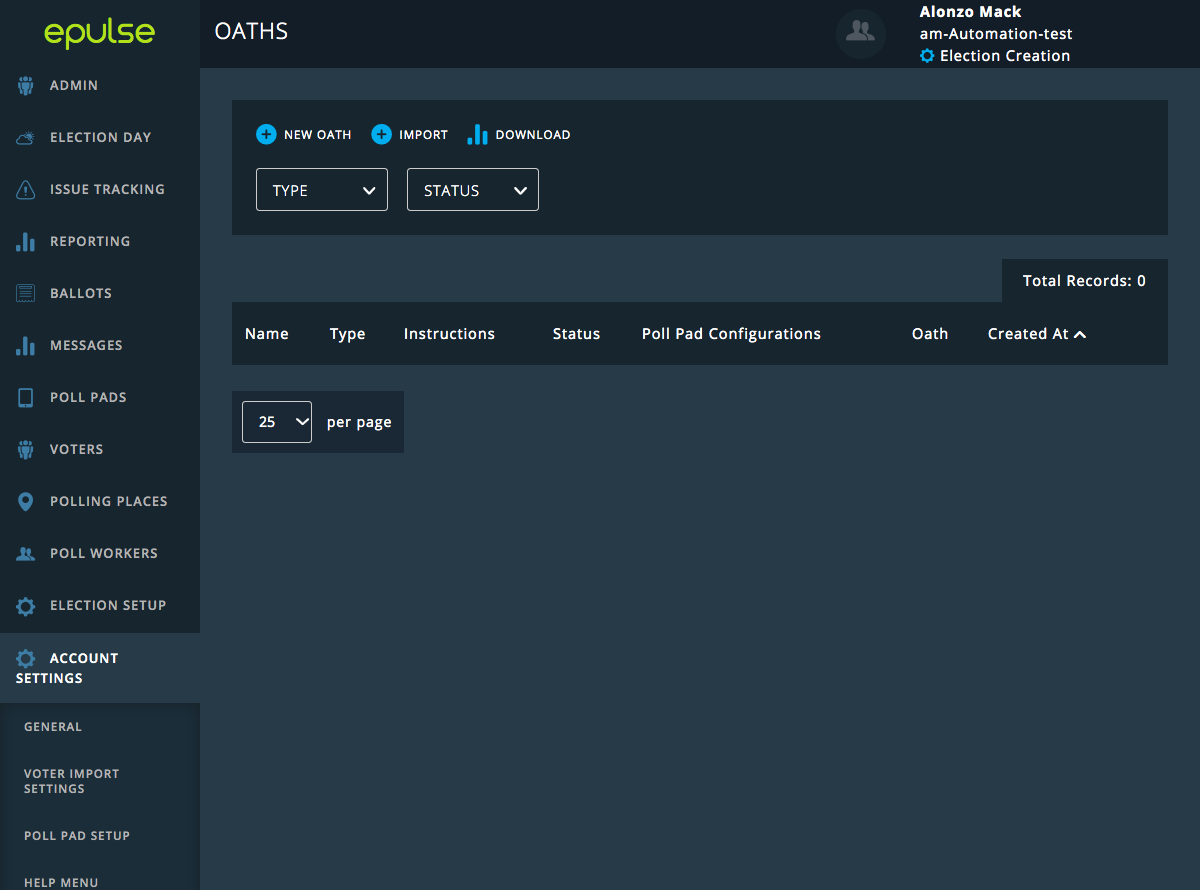 epulse
OATHS
Alonzo Mack
am-Automation-test
Election Creation
ADMIN
ELECTION DAY
ISSUE TRACKING
REPORTING
BALLOTS
MESSAGES
POLL PADS
VOTERS
POLLING PLACES
POLL WORKERS
ELECTION SETUP
ACCOUNT
SETTINGS
GENERAL
VOTER IMPORT
SETTINGS
POLL PAD SETUP
HELP MENU
NEW OATH IMPORT DOWNLOAD
TYPE STATUS
Total Records: 0
Name Type Instructions Status Poll Pad Configurations Oath Created At
25 per page